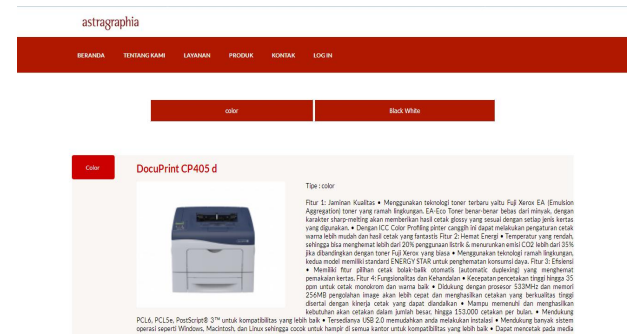 astragraphia
BERANDA TENTANG KAMI LAYANAN PRODUK KONTAK LOG IN
color Black White
Color
DocuPrint CP405 d
Tipe : color
Fitur 1: Jaminan Kualitas • Menggunakan teknologi toner terbaru yaitu Fuji Xerox EA (Emulsion
Aggregation) toner yang ramah lingkungan. EA-Eco Toner benar-benar bebas dari minyak, dengan
karakter sharp-melting akan memberikan hasil cetak glossy yang sesuai dengan setiap jenis kertas
yang digunakan. • Dengan ICC Color Profiling pinter canggih ini dapat melakukan pengaturan cetak
warna lebih mudah dan hasil cetak yang fantastis Fitur 2: Hemat Energi • Temperatur yang rendah,
sehingga bisa menghemat lebih dari 20% penggunaan listrik & menurunkan emisi CO2 lebih dari 35%
jika dibandingkan dengan toner Fuji Xerox yang biasa • Menggunakan teknologi ramah lingkungan,
kedua model memiliki standard ENERGY STAR untuk penghematan konsumsi daya. Fitur 3: Efisiensi
• Memiliki fitur pilihan cetak bolak-balik otomatis (automatic duplexing) yang menghemat
pemakaian kertas. Fitur 4: Fungsionalitas dan Kehandalan • Kecepatan pencetakan tinggi hingga 35
ppm untuk cetak monokrom dan warna baik • Didukung dengan prosesor 533MHz dan memori
256MB pengolahan image akan lebih cepat dan menghasilkan cetakan yang berkualitas tinggi
disertai dengan kinerja cetak yang dapat diandalkan • Mampu memenuhi dan menghasilkan
kebutuhan akan cetakan dalam jumlah besar, hingga 153.000 cetakan per bulan. • Mendukung
PCL6, PCL5e, PostScript® 3™ untuk kompatibilitas yang lebih baik • Tersedianya USB 2.0 memudahkan anda melakukan instalasi • Mendukung banyak sistem
operasi seperti Windows, Macintosh, dan Linux sehingga cocok untuk hampir di semua kantor untuk kompatibilitas yang lebih baik • Dapat mencetak pada media